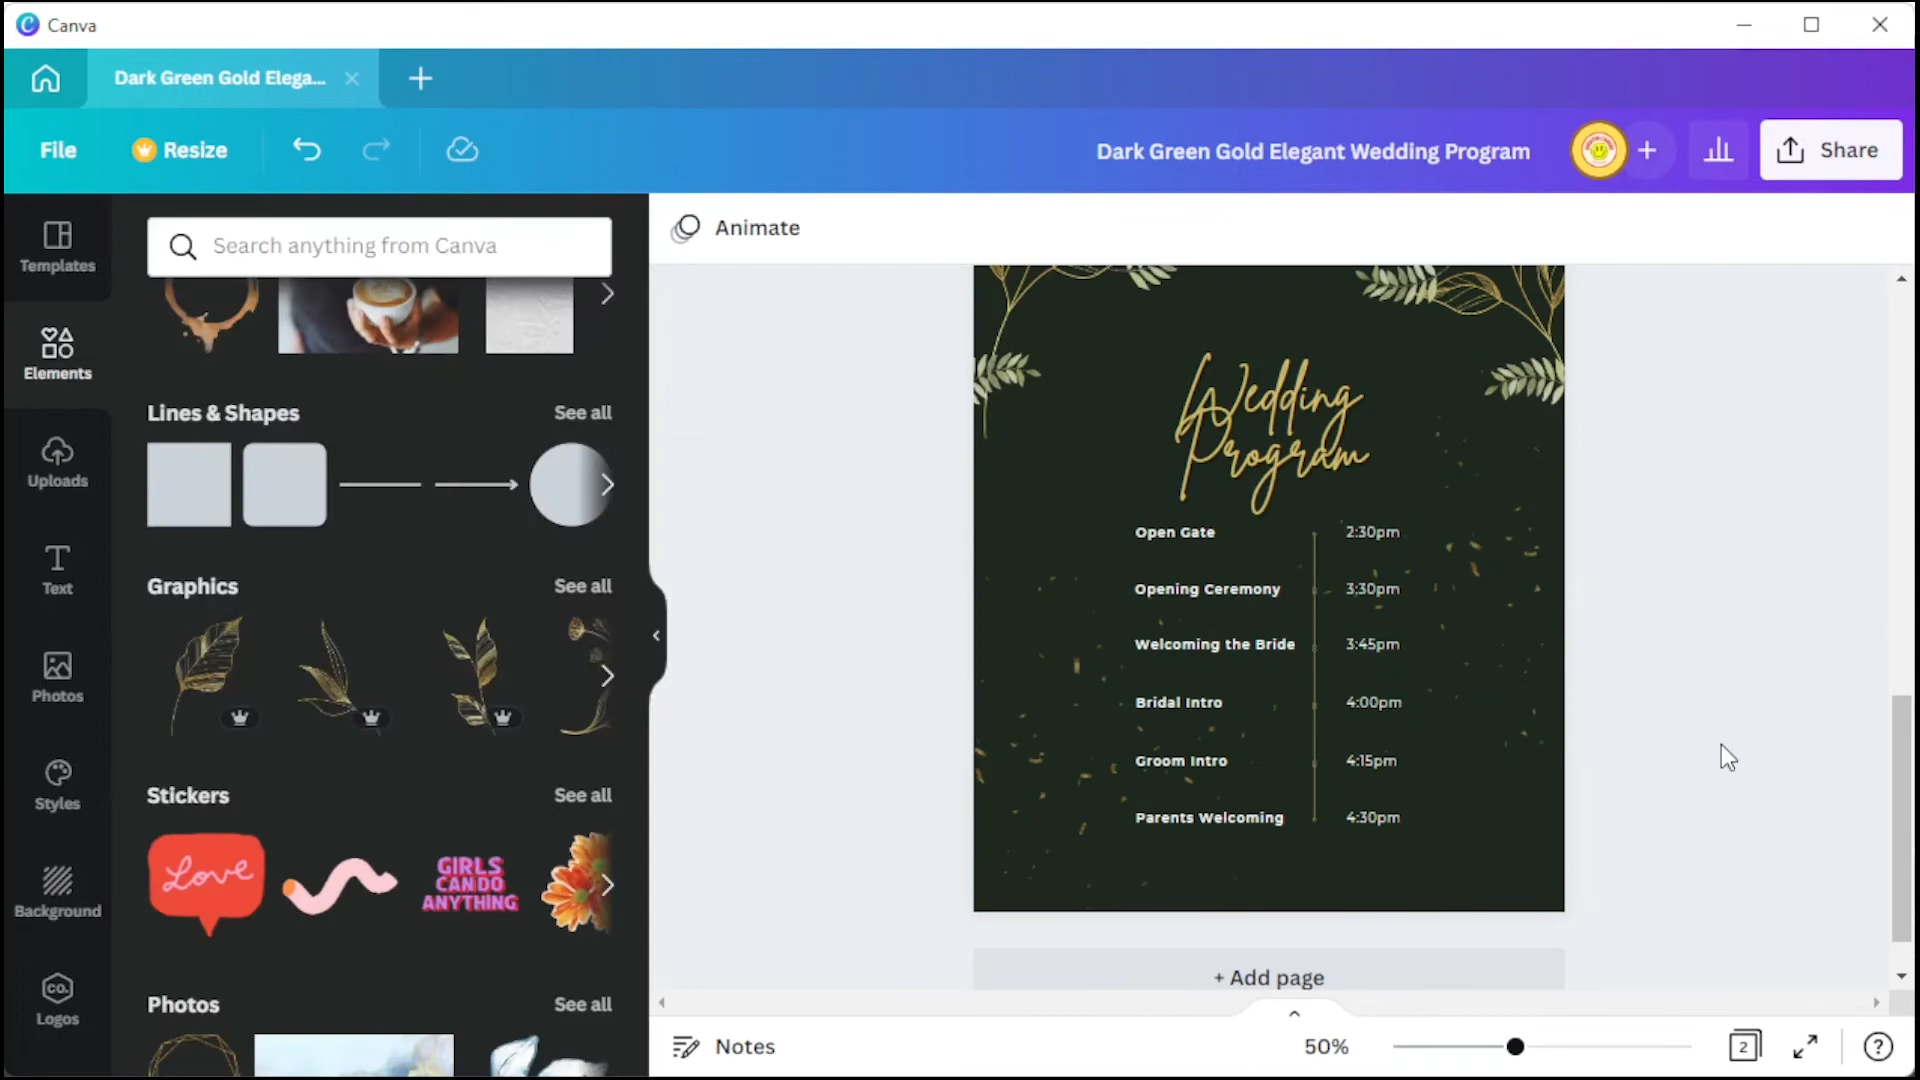 Canva
Dark Green Gold Elega...
File
Resize
Dark Green Gold Elegant Wedding Program
Share
Templates
Elements
Uploads
Text
Photos
Styles
Background
CO.
Logos
Search anything from Canva
Lines & Shapes See all
Graphics See all
Stickers See all
Love
GIRLS
CAN DO
ANYTHING
Photos See all
Animate
Wedding
Program
Open Gate 2:30pm
Opening Ceremony 3:30pm
Welcoming the Bride 3:45pm
Bridal Intro 4:00pm
Groom Intro 4:15pm
Parents Welcoming 4:30pm
+ Add page
Notes
50%
2
?